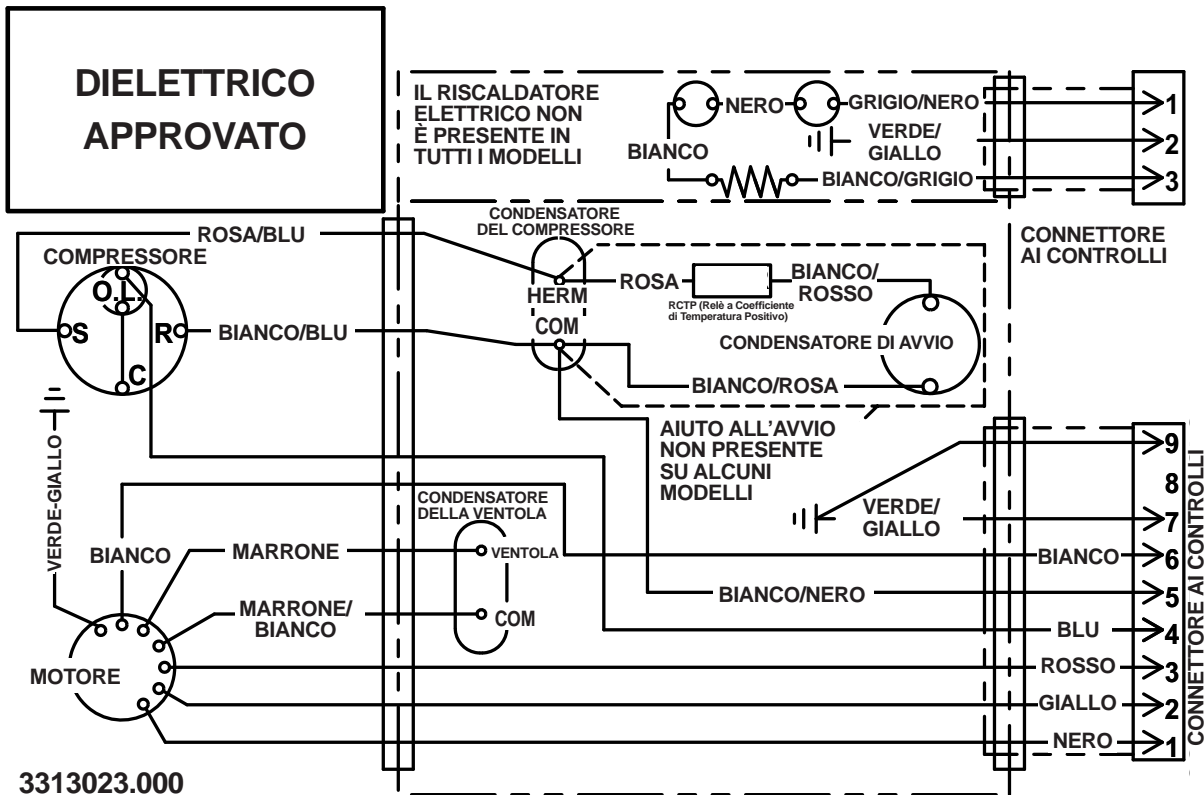 DIELETTRICO
APPROVATO
IL RISCALDATORE
ELETTRICO NON
È PRESENTE IN
TUTTI I MODELLI
NERO
GRIGIO/NERO
VERDE/
GIALLO
BIANCO
BIANCO/GRIGIO
1
2
3
CONNETTORE
AI CONTROLLI
ROSA/BLU
CONDENSATORE
DEL COMPRESSORE
COMPRESSORE
O.L.
S
R
C
BIANCO/BLU
HERM
COM
ROSA
BIANCO/
ROSSO
RCTP (Relè a Coefficiente
di Temperatura Positivo)
CONDENSATORE DI AVVIO
BIANCO/ROSA
AIUTO ALL'AVVIO
NON PRESENTE
SU ALCUNI
MODELLI
VERDE-GIALLO
BIANCO
MARRONE
MARRONE/
BIANCO
MOTORE
CONDENSATORE
DELLA VENTOLA
VENTOLA
COM
VERDE/
GIALLO
BIANCO
BIANCO/NERO
BLU
ROSSO
GIALLO
NERO
9
8
7
6
5
4
3
2
1
CONNETTORE AI CONTROLLI
3313023.000